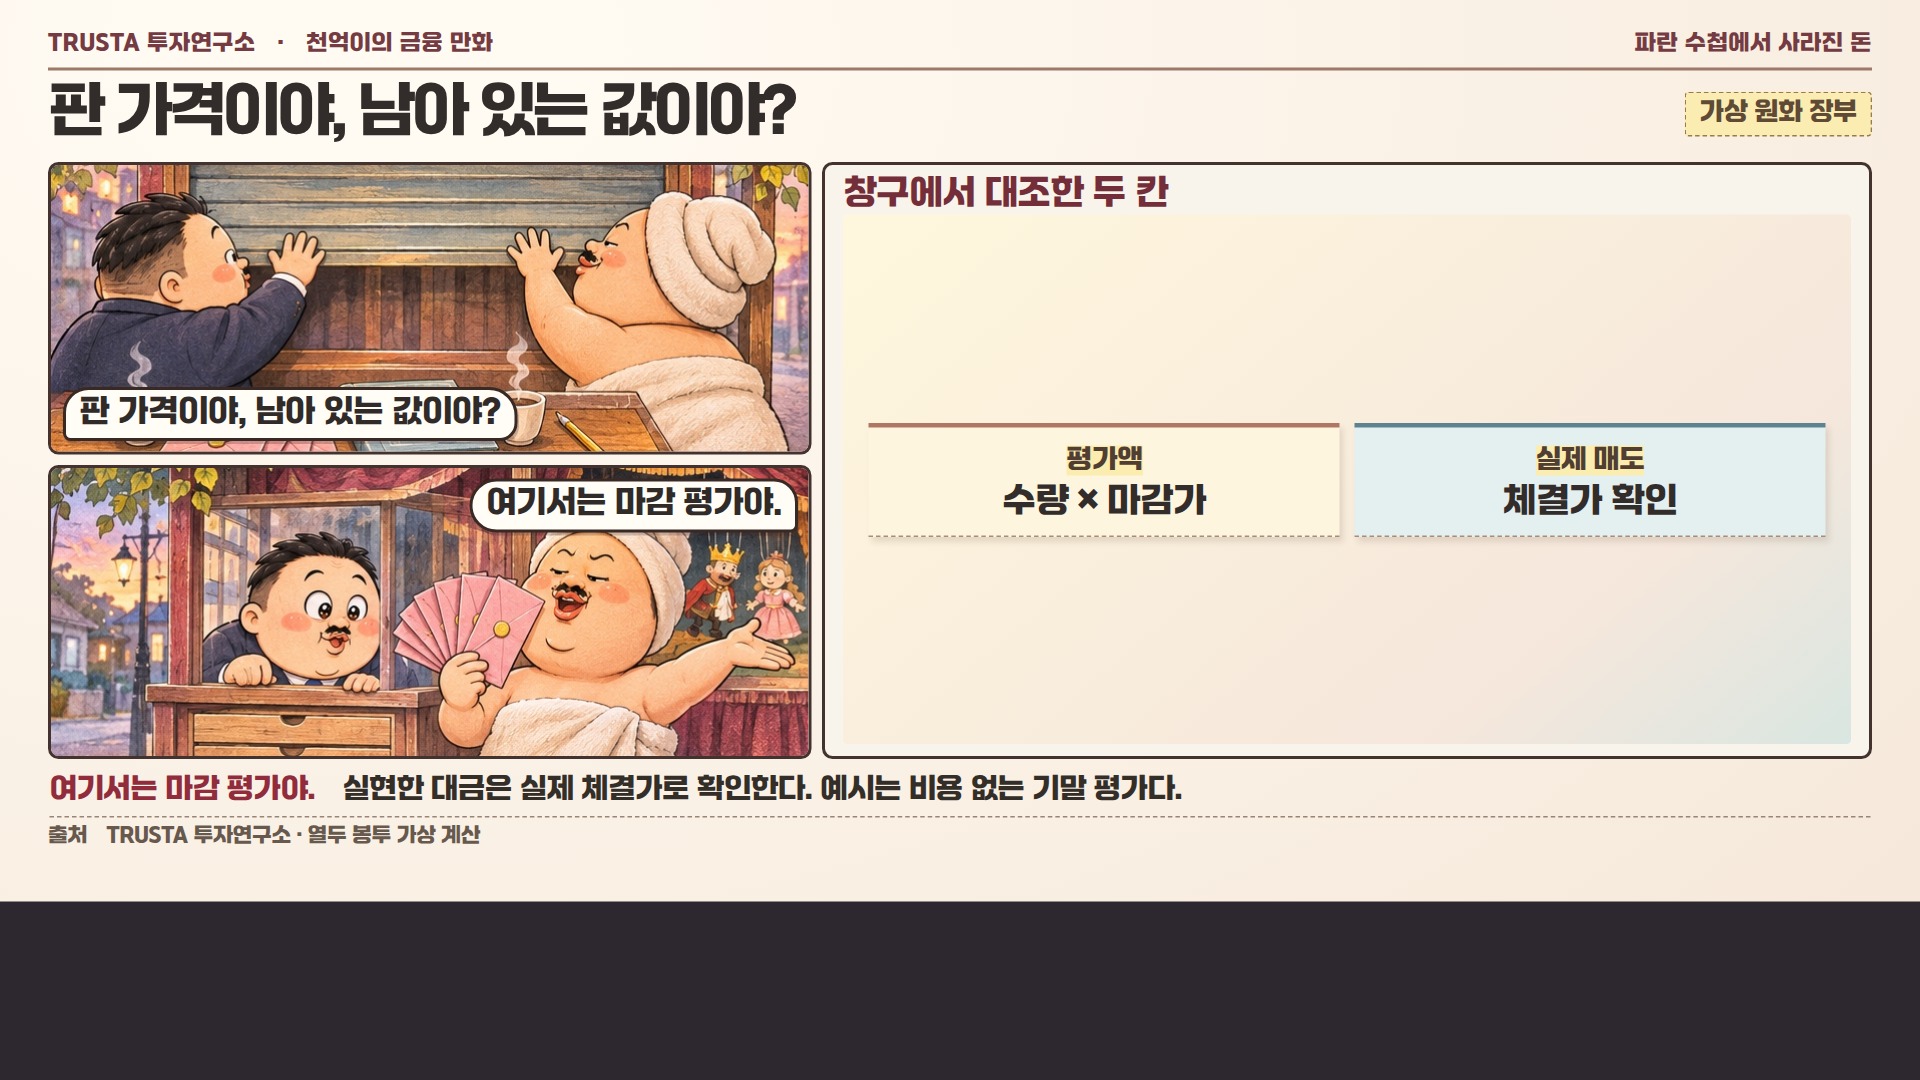 TRUSTA 투자연구소 · 천억이의 금융 만화
파란 수첩에서 사라진 돈
판 가격이야, 남아 있는 값이야?
가상 원화 장부
판 가격이야, 남아 있는 값이야?
여기서는 마감 평가야.
창구에서 대조한 두 칸
평가액
수량 × 마감가
실제 매도
체결가 확인
여기서는 마감 평가야. 실현한 대금은 실제 체결가로 확인한다. 예시는 비용 없는 기말 평가다.
출처 TRUSTA 투자연구소 · 열두 봉투 가상 계산